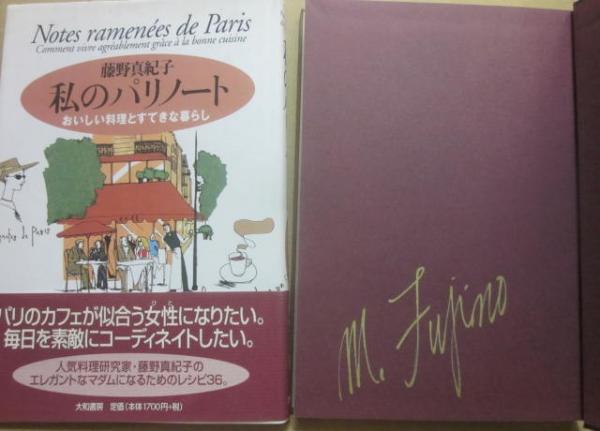 Notes ramenées de Paris
Comment vivre agréablement grâce à la bonne cuisine
藤野真紀子
私のパリノート
おいしい料理とすてきな暮らし
de Paris
パリのカフェが似合う女性になりたい。
毎日を素敵にコーディネイトしたい。
人気料理研究家・藤野真紀子の
エレガントなマダムになるためのレシピ36。
大和書房 定価(本体1700円+税)
M. Fujino